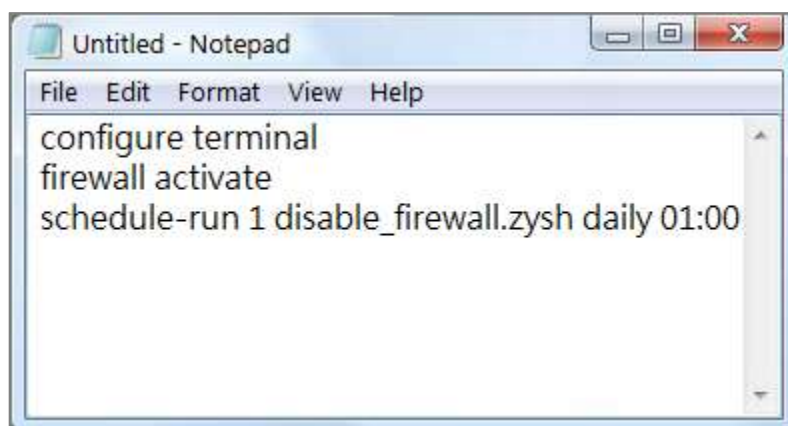 Untitled - Notepad
File Edit Format View Help
configure terminal
firewall activate
schedule-run 1 disable_firewall.zysh daily 01:00